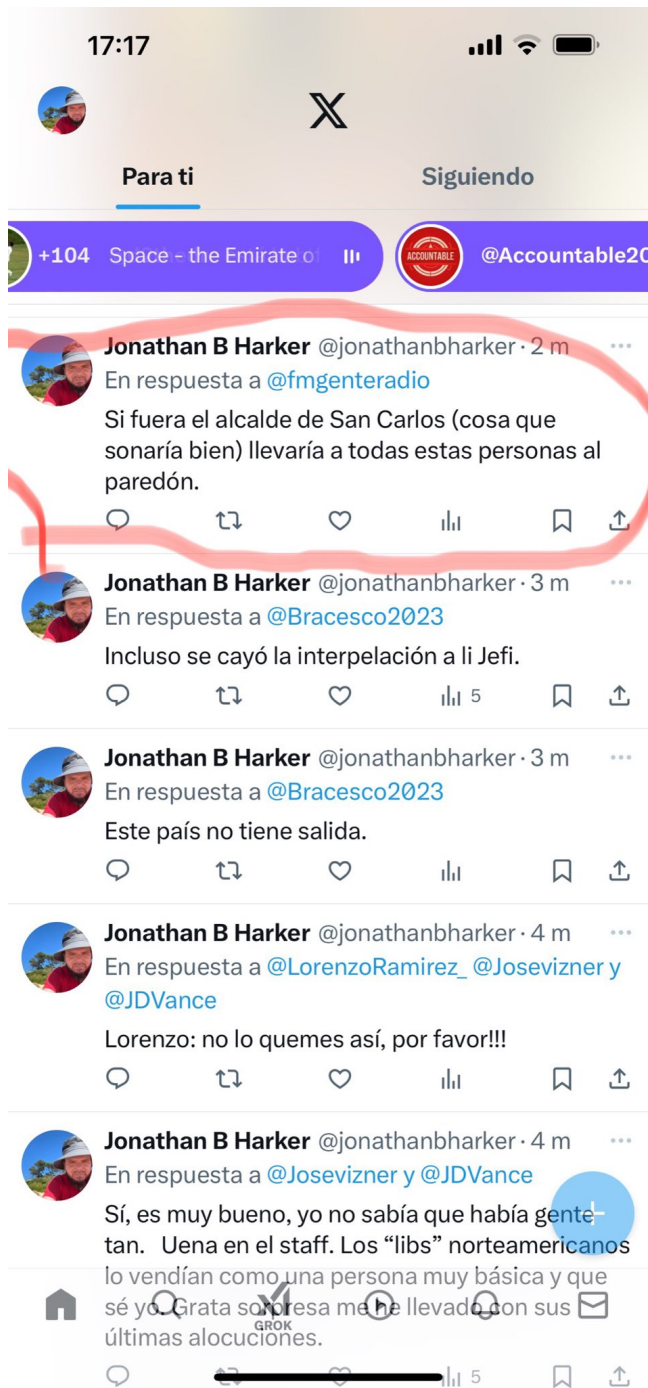 17:17
Para ti
Siguiendo
+104 Space - the Emirate of
ACCOUNTABLE
@Accountable20
Jonathan B Harker @jonathanbharker · 2 m
En respuesta a @fmgenteradio
Si fuera el alcalde de San Carlos (cosa que
sonaría bien) llevaría a todas estas personas al
paredón.
Jonathan B Harker @jonathanbharker · 3 m
En respuesta a @Bracesco2023
Incluso se cayó la interpelación a li Jefi.
5
Jonathan B Harker @jonathanbharker · 3 m
En respuesta a @Bracesco2023
Este país no tiene salida.
Jonathan B Harker @jonathanbharker · 4 m
En respuesta a @LorenzoRamirez_ @Josevizner y
@JDVance
Lorenzo: no lo quemes así, por favor!!!
Jonathan B Harker @jonathanbharker · 4 m
En respuesta a @Josevizner y @JDVance
Sí, es muy bueno, yo no sabía que había gente
tan. Uena en el staff. Los “libs” norteamericanos
lo vendían como una persona muy básica y que
sé yo. Grata sorpresa me he llevado con sus
últimas alocuciones.
GROK
5